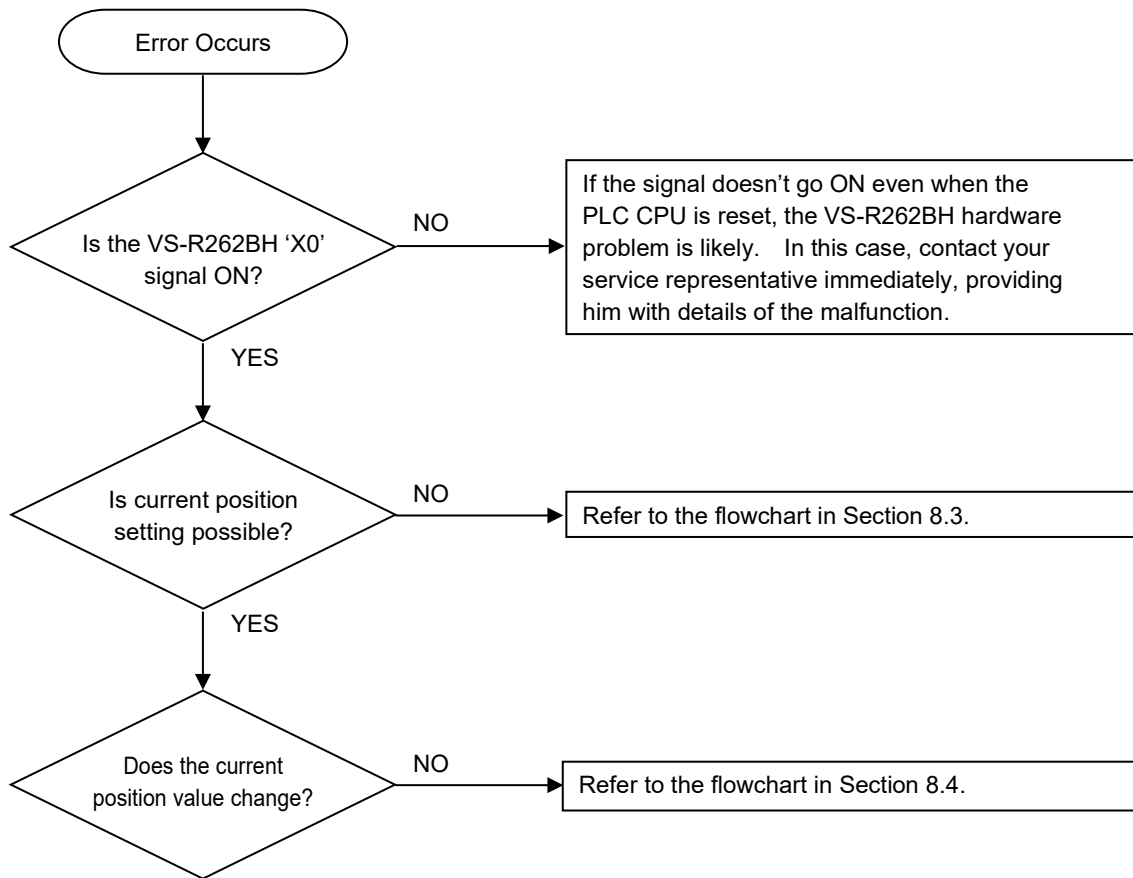 Error Occurs
Is the VS-R262BH ‘X0’
signal ON?
NO
If the signal doesn’t go ON even when the
PLC CPU is reset, the VS-R262BH hardware
problem is likely. In this case, contact your
service representative immediately, providing
him with details of the malfunction.
YES
Is current position
setting possible?
NO
Refer to the flowchart in Section 8.3.
YES
Does the current
position value change?
NO
Refer to the flowchart in Section 8.4.